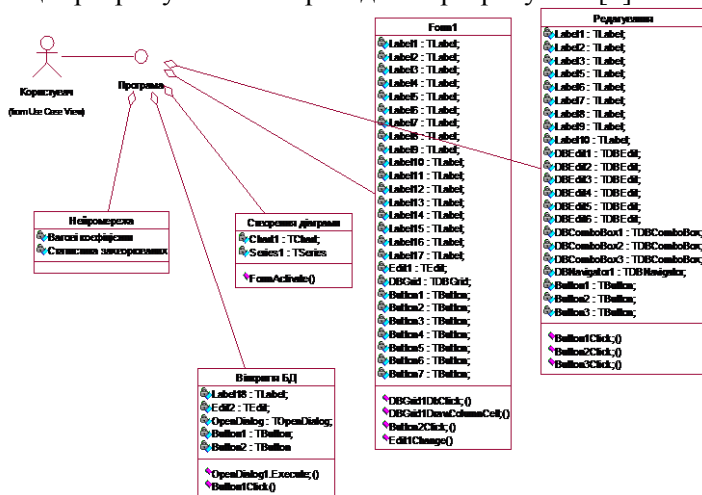 Користувач
(from Use Case View)
Програма
Нейромережа
Вагові коефіцієнти
Статистика захворюваних
Створення діаграми
Chart1 : TChart;
Series1 : TSeries
FormActivate()
Відкрити БД
Label18 : TLabel;
Edit2 : TEdit;
OpenDialog : TOpenDialog;
Button1 : TButton;
Button2 : TButton
OpenDialog1.Execute;()
Button1Click()
Form1
Label1 : TLabel;
Label2 : TLabel;
Label3 : TLabel;
Label4 : TLabel;
Label5 : TLabel;
Label6 : TLabel;
Label7 : TLabel;
Label8 : TLabel;
Label9 : TLabel;
Label10 : TLabel;
Label11 : TLabel;
Label12 : TLabel;
Label13 : TLabel;
Label14 : TLabel;
Label15 : TLabel;
Label16 : TLabel;
Label17 : TLabel;
Edit1 : TEdit;
DBGrid : TDBGrid;
Button1 : TButton;
Button2 : TButton;
Button3 : TButton;
Button4 : TButton;
Button5 : TButton;
Button6 : TButton;
Button7 : TButton;
DBGrid1DblClick;()
DBGrid1DrawColumnCell;()
Button2Click;()
Edit1Change()
Редагування
Label1 : TLabel;
Label2 : TLabel;
Label3 : TLabel;
Label5 : TLabel;
Label6 : TLabel;
Label7 : TLabel;
Label8 : TLabel;
Label9 : TLabel;
Label10 : TLabel;
DBEdit1 : TDBEdit;
DBEdit2 : TDBEdit;
DBEdit3 : TDBEdit;
DBEdit4 : TDBEdit;
DBEdit5 : TDBEdit;
DBEdit6 : TDBEdit;
DBComboBox1 : TDBComboBox;
DBComboBox2 : TDBComboBox;
DBComboBox3 : TDBComboBox;
DBNavigator1 : TDBNavigator;
Button1 : TButton;
Button2 : TButton;
Button3 : TButton;
Button1Click;()
Button2Click;()
Button3Click;()